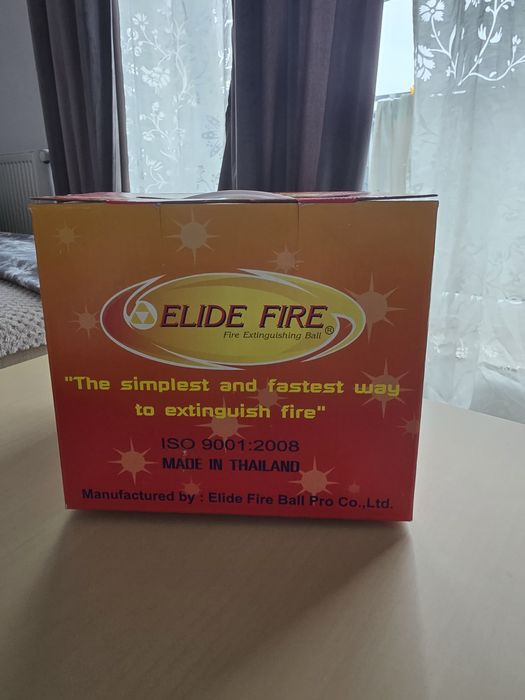 ELIDE FIRE®
Fire Extinguishing Ball
"The simplest and fastest way
to extinguish fire"
ISO 9001:2008
MADE IN THAILAND
Manufactured by : Elide Fire Ball Pro Co.,Ltd.